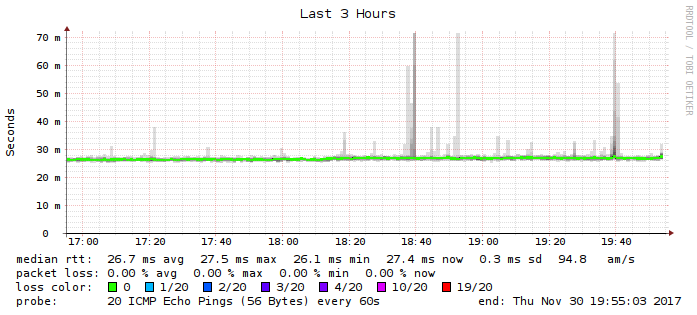 Last 3 Hours
RRDTOOL / TOBI OETIKER
Seconds
70 m
60 m
50 m
40 m
30 m
20 m
10 m
0
17:00 17:20 17:40 18:00 18:20 18:40 19:00 19:20 19:40
median rtt: 26.7 ms avg 27.5 ms max 26.1 ms min 27.4 ms now 0.3 ms sd 94.8 am/s
packet loss: 0.00 % avg 0.00 % max 0.00 % min 0.00 % now
loss color: 0 1/20 2/20 3/20 4/20 10/20 19/20
probe: 20 ICMP Echo Pings (56 Bytes) every 60s end: Thu Nov 30 19:55:03 2017